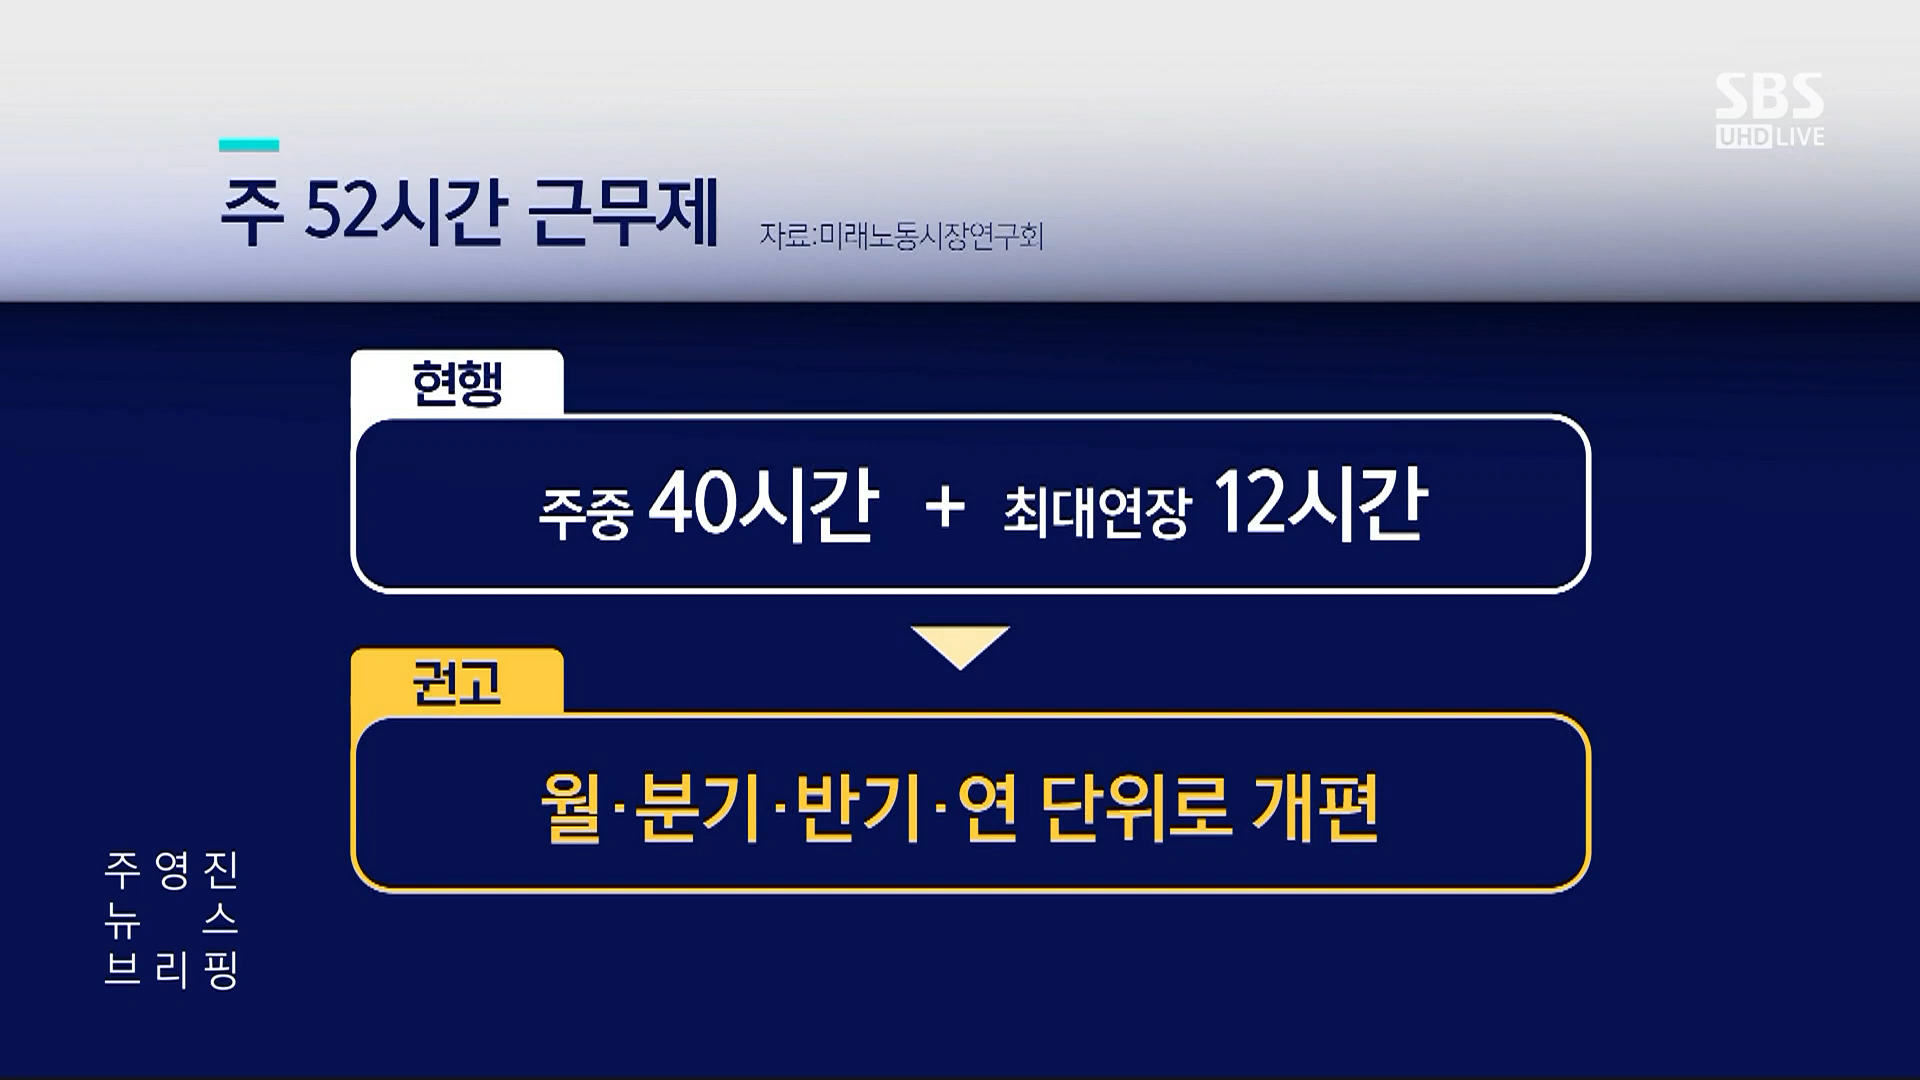 SBS
UHD LIVE
주 52시간 근무제 자료:미래노동시장연구회
현행
주중 40시간 + 최대연장 12시간
권고
월·분기·반기·연 단위로 개편
주영진
뉴스
브리핑